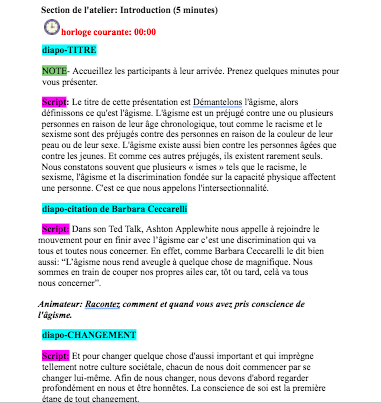 Section de l'atelier: Introduction (5 minutes)
horloge courante: 00:00
diapo-TITRE
NOTE- Accueillez les participants à leur arrivée. Prenez quelques minutes pour
vous présenter.
Script: Le titre de cette présentation est Démantelons l'âgisme, alors
définissons ce qu'est l'âgisme. L'âgisme est un préjugé contre une ou plusieurs
personnes en raison de leur âge chronologique, tout comme le racisme et le
sexisme sont des préjugés contre des personnes en raison de la couleur de leur
peau ou de leur sexe. L'âgisme existe aussi bien contre les personnes âgées que
contre les jeunes. Et comme ces autres préjugés, ils existent rarement seuls.
Nous constatons souvent que plusieurs « ismes » tels que le racisme, le
sexisme, l'âgisme et la discrimination fondée sur la capacité physique affectent
une personne. C'est ce que nous appelons l'intersectionnalité.
diapo-citation de Barbara Ceccarelli
Script: Dans son Ted Talk, Ashton Applewhite nous appelle à rejoindre le
mouvement pour en finir avec l’âgisme car c’est une discrimination qui va
tous et toutes nous concerner. En effet, comme Barbara Ceccarelli le dit bien
aussi: “L’âgisme nous rend aveugle à quelque chose de magnifique. Nous
sommes en train de couper nos propres ailes car, tôt ou tard, celà va tous
nous concerner”.
Animateur: Racontez comment et quand vous avez pris conscience de
l'âgisme.
diapo-CHANGEMENT
Script: Et pour changer quelque chose d'aussi important et qui imprègne
tellement notre culture sociétale, chacun de nous doit commencer par se
changer lui-même. Afin de nous changer, nous devons d'abord regarder
profondément en nous et être honnêtes. La conscience de soi est la première
étape de tout changement.